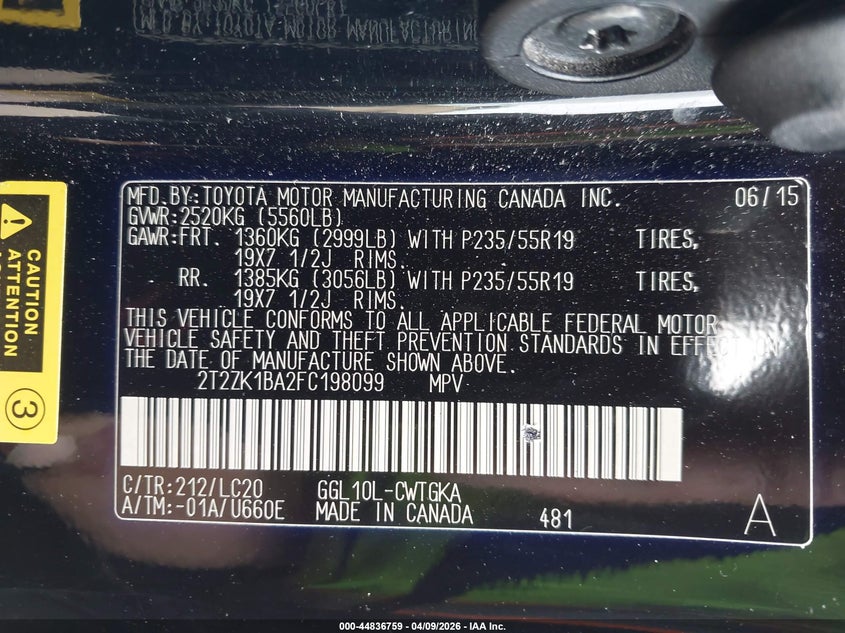 MFD.BY:TOYOTA MOTOR MANUFACTURING CANADA INC. 06/15
GVWR:2520KG (5560LB)
GAWR:FRT. 1360KG (2999LB) WITH P235/55R19 TIRES,
19X7 1/2J RIMS.
RR. 1385KG (3056LB) WITH P235/55R19 TIRES,
19X7 1/2J RIMS.
THIS VEHICLE CONFORMS TO ALL APPLICABLE FEDERAL MOTOR
VEHICLE SAFETY AND THEFT PREVENTION STANDARDS IN EFFECT ON
THE DATE OF MANUFACTURE SHOWN ABOVE.
2T2ZK1BA2FC198099 MPV
C/TR:212/LC20 GGL10L-CWTGKA
A/TM:-01A/U660E MADE IN CANADA 481 A
CAUTION
ATTENTION
3
000-44836759 - 04/09/2026 - IAA Inc.